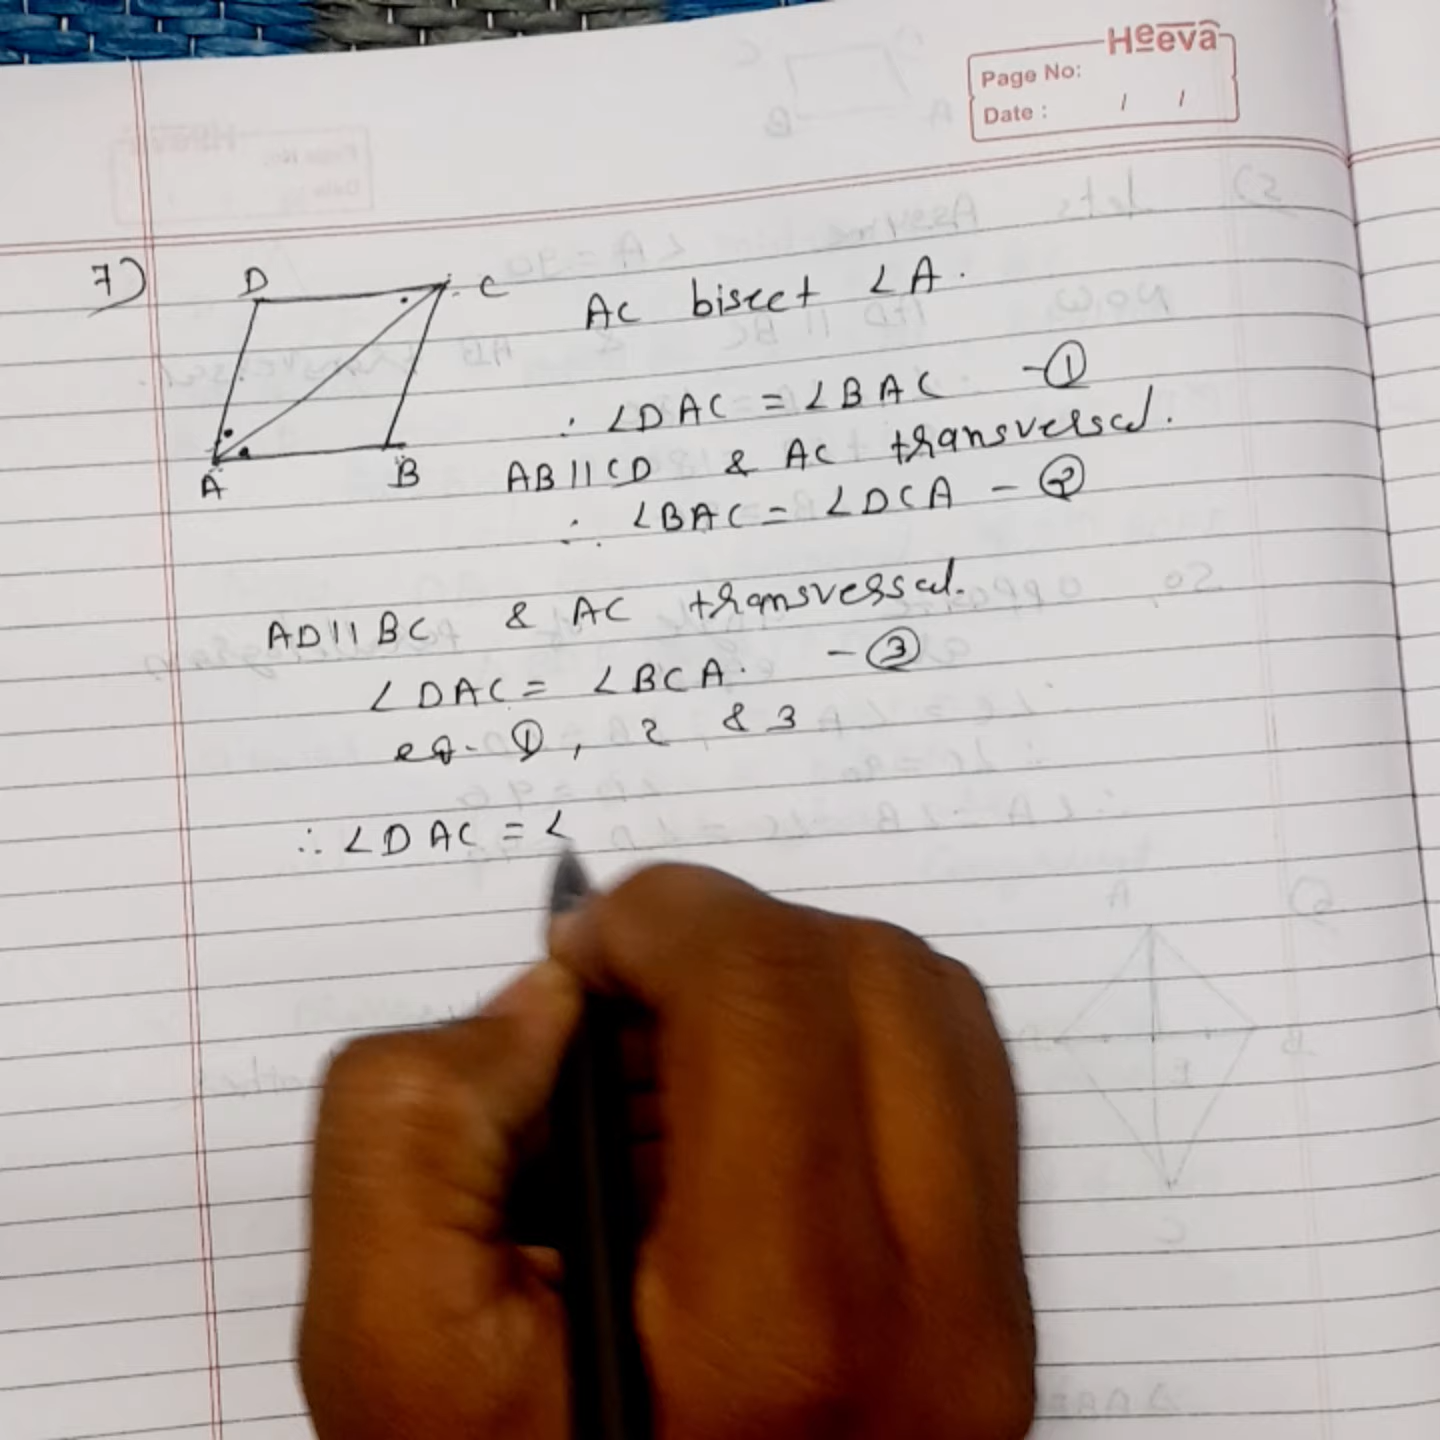 Heeva
Page No:
Date : / /
7)
D C
A B
AC bisect ∠A.
∴ ∠DAC = ∠BAC - ①
AB || CD & AC transversal.
∴ ∠BAC = ∠DCA - ②
AD || BC & AC transversal.
∠DAC = ∠BCA. - ③
eq. ①, 2 & 3
∴ ∠DAC = ∠